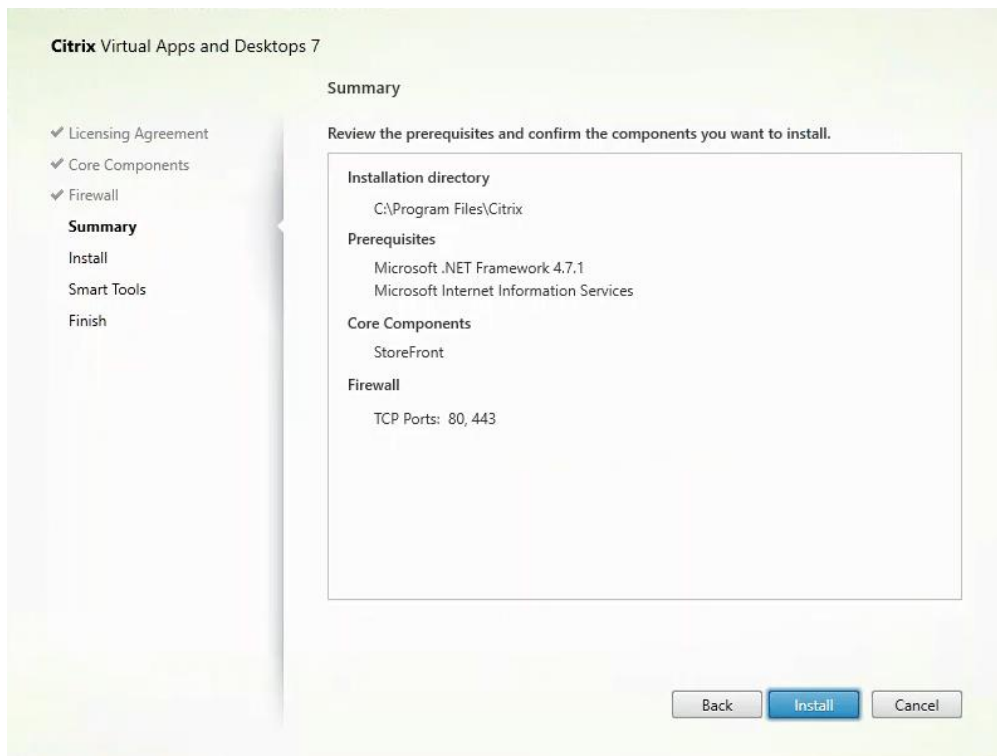 Citrix Virtual Apps and Desktops 7
Summary
Licensing Agreement
Core Components
Firewall
Summary
Install
Smart Tools
Finish
Review the prerequisites and confirm the components you want to install.
Installation directory
C:\Program Files\Citrix
Prerequisites
Microsoft .NET Framework 4.7.1
Microsoft Internet Information Services
Core Components
StoreFront
Firewall
TCP Ports: 80, 443
Back
Install
Cancel